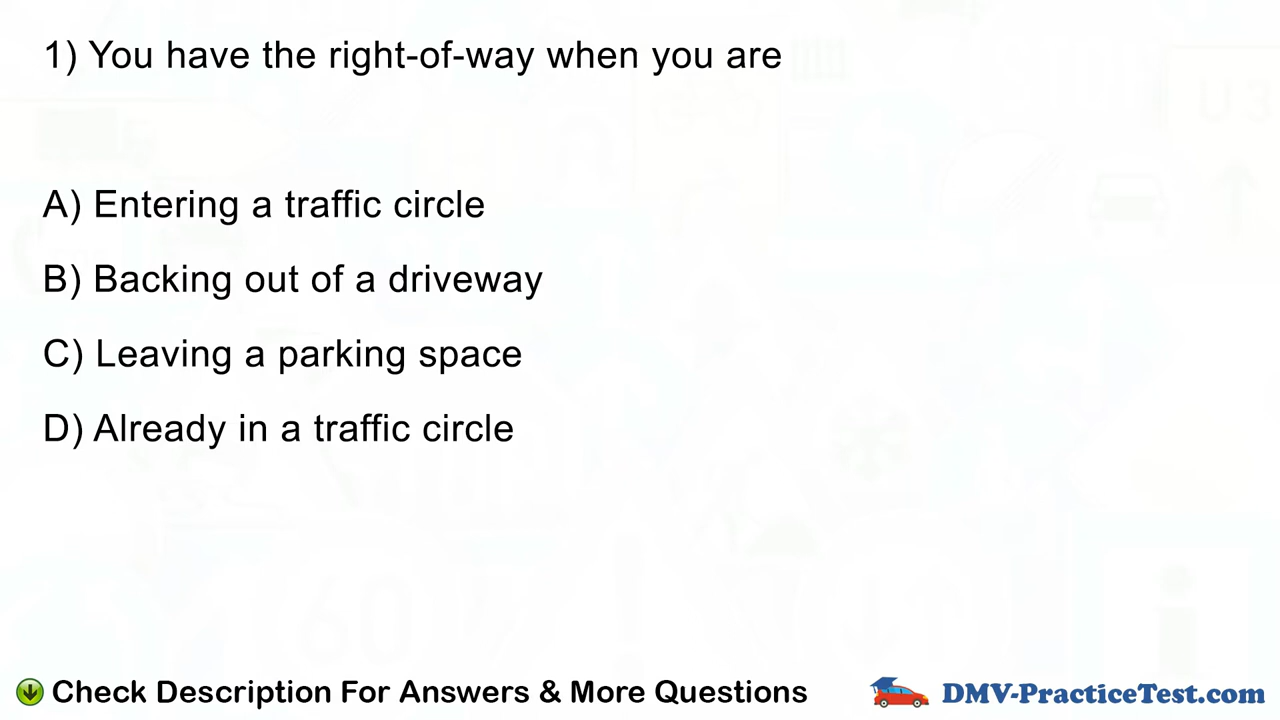 1) You have the right-of-way when you are
A) Entering a traffic circle
B) Backing out of a driveway
C) Leaving a parking space
D) Already in a traffic circle
Check Description For Answers & More Questions
DMV-PracticeTest.com